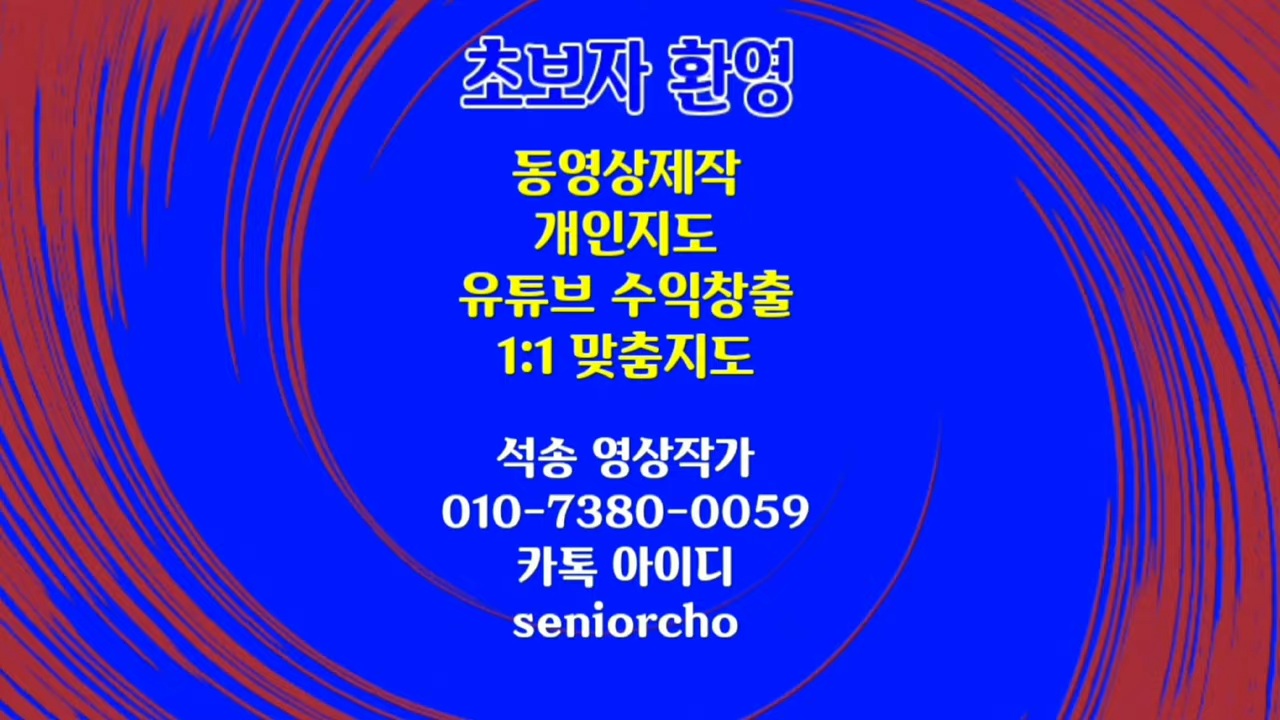 초보자 환영
동영상제작
개인지도
유튜브 수익창출
1:1 맞춤지도
석송 영상작가
010-7380-0059
카톡 아이디
seniorcho